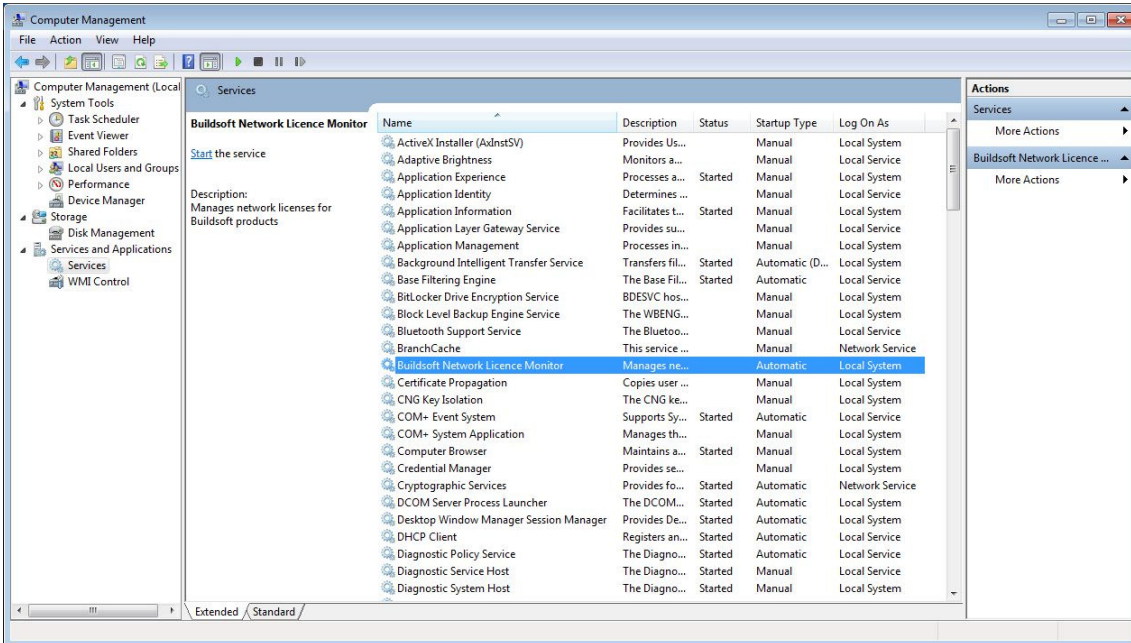 Computer Management
File Action View Help
Computer Management (Local
System Tools
Task Scheduler
Event Viewer
Shared Folders
Local Users and Groups
Performance
Device Manager
Storage
Disk Management
Services and Applications
Services
WMI Control
Services
Buildsoft Network Licence Monitor
Start the service
Description:
Manages network licenses for
Buildsoft products
Name Description Status Startup Type Log On As
ActiveX Installer (AxInstSV) Provides Us... Manual Local System
Adaptive Brightness Monitors a... Manual Local Service
Application Experience Processes a... Started Manual Local System
Application Identity Determines ... Manual Local Service
Application Information Facilitates t... Started Manual Local System
Application Layer Gateway Service Provides su... Manual Local Service
Application Management Processes in... Manual Local System
Background Intelligent Transfer Service Transfers fil... Started Automatic (D... Local System
Base Filtering Engine The Base Fil... Started Automatic Local Service
BitLocker Drive Encryption Service BDESVC hos... Manual Local System
Block Level Backup Engine Service The WBENG... Manual Local System
Bluetooth Support Service The Bluetoo... Manual Local Service
BranchCache This service ... Manual Network Service
Buildsoft Network Licence Monitor Manages ne... Automatic Local System
Certificate Propagation Copies user ... Manual Local System
CNG Key Isolation The CNG ke... Manual Local System
COM+ Event System Supports Sy... Started Automatic Local Service
COM+ System Application Manages th... Manual Local System
Computer Browser Maintains a... Started Manual Local System
Credential Manager Provides se... Manual Local System
Cryptographic Services Provides fo... Started Automatic Network Service
DCOM Server Process Launcher The DCOM... Started Automatic Local System
Desktop Window Manager Session Manager Provides De... Started Automatic Local System
DHCP Client Registers an... Started Automatic Local Service
Diagnostic Policy Service The Diagno... Started Automatic Local Service
Diagnostic Service Host The Diagno... Started Manual Local Service
Diagnostic System Host The Diagno... Started Manual Local System
Extended Standard
Actions
Services
More Actions
Buildsoft Network Licence ...
More Actions